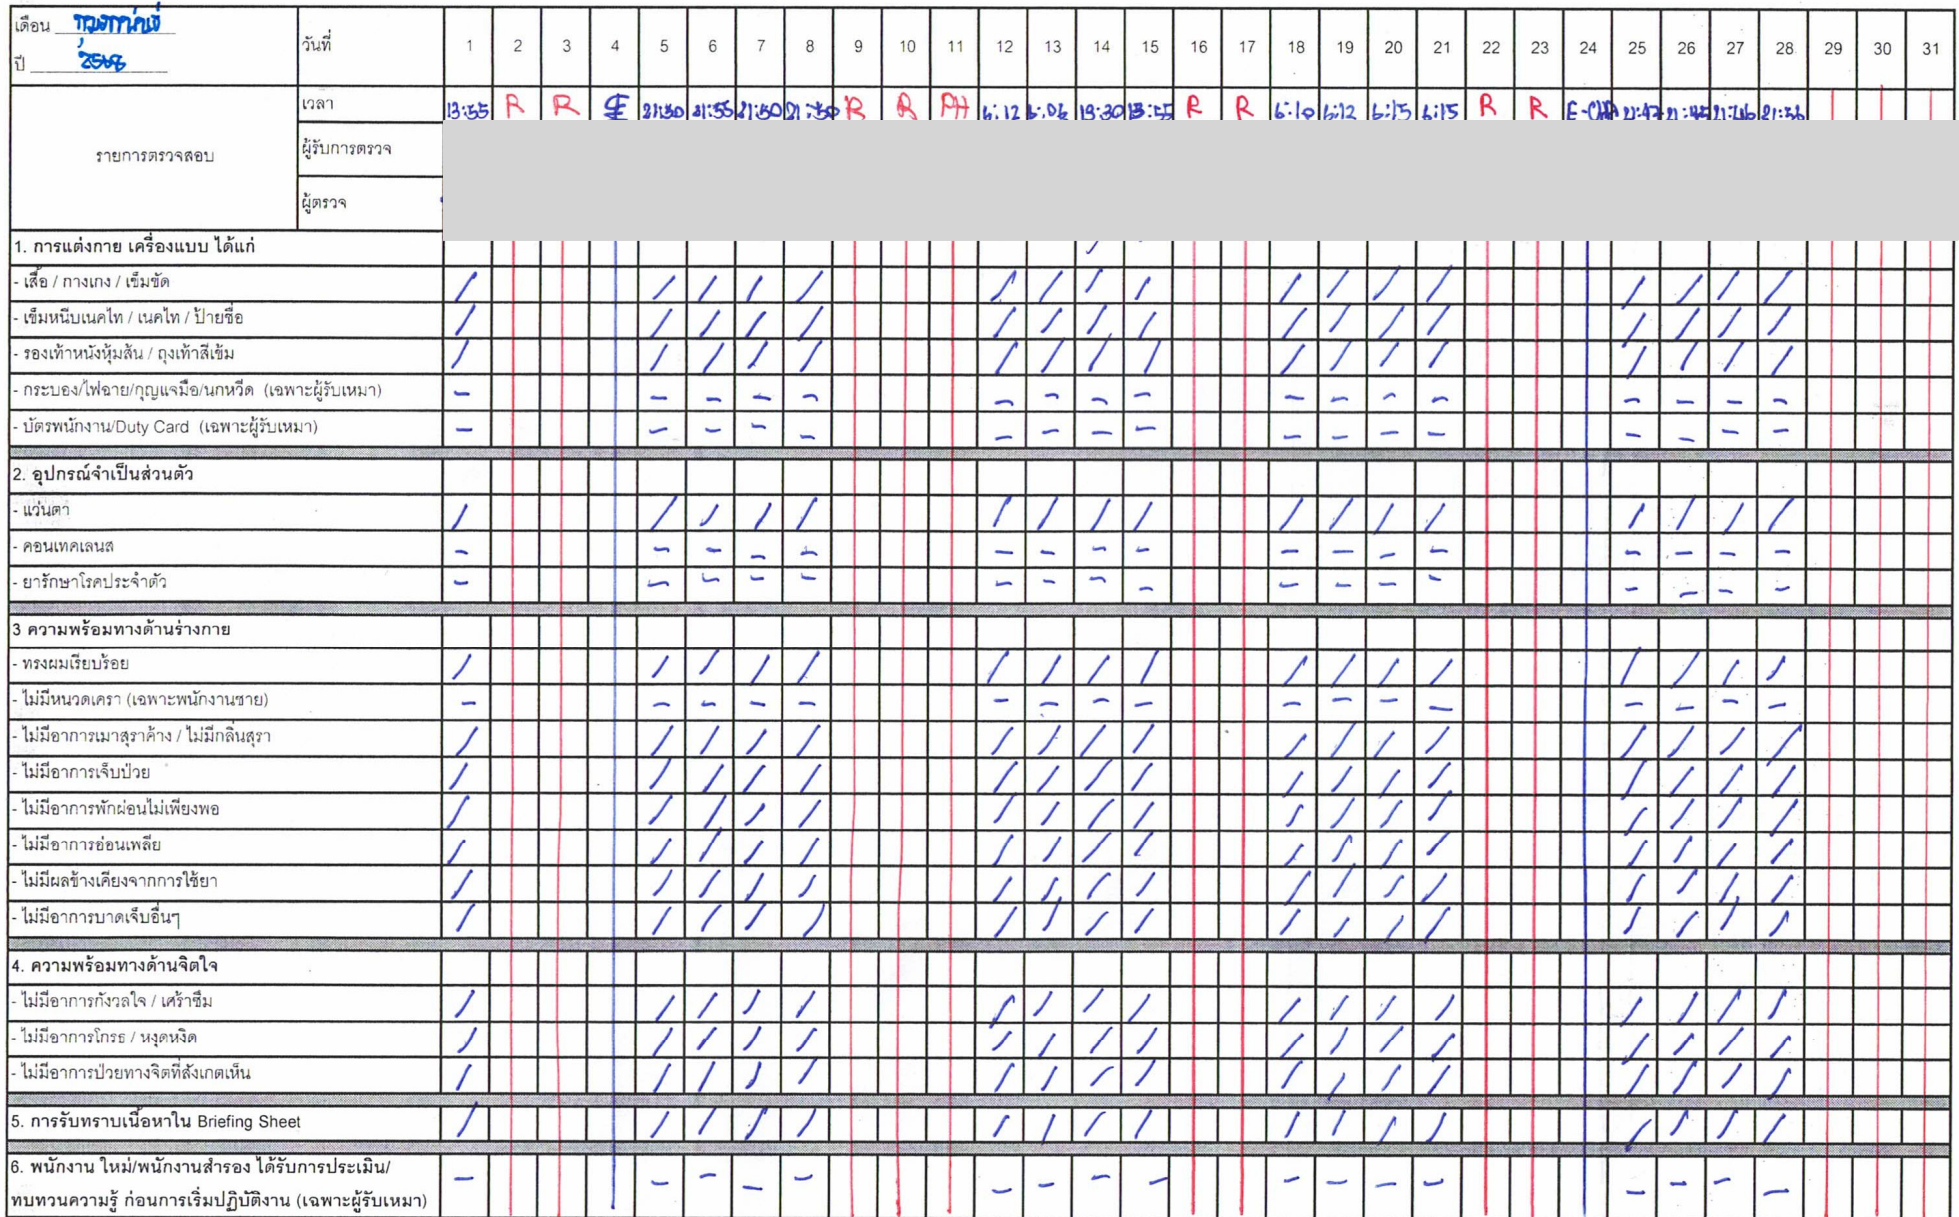 เดือน กุมภาพันธ์
ปี 2568
วันที่ 1 2 3 4 5 6 7 8 9 10 11 12 13 14 15 16 17 18 19 20 21 22 23 24 25 26 27 28 29 30 31
รายการตรวจสอบ
เวลา 13:55 R R 21:50 21:55 21:50 21:50 R R PH 6:12 6:06 13:55 R R 6:10 6:12 6:15 6:15 R R 21:47 21:45 21:46 21:56
ผู้รับการตรวจ
ผู้ตรวจ
1. การแต่งกาย เครื่องแบบ ได้แก่
- เสื้อ / กางเกง / เข็มขัด / / / / / / / / / / / / / / / / /
- เข็มหนีบเนคไท / เนคไท / ป้ายชื่อ / / / / / / / / / / / / / / / / /
- รองเท้าหนังหุ้มส้น / ถุงเท้าสีเข้ม / / / / / / / / / / / / / / / / /
- กระบอง/ไฟฉาย/กุญแจมือ/นกหวีด (เฉพาะผู้รับเหมา) - - - - - - - - - - - - - - - - -
- บัตรพนักงาน/Duty Card (เฉพาะผู้รับเหมา) - - - - - - - - - - - - - - - - -
2. อุปกรณ์จำเป็นส่วนตัว
- แว่นตา / / / / / / / / / / / / / / / / /
- คอนเทคเลนส - - - - - - - - - - - - - - - - -
- ยารักษาโรคประจำตัว - - - - - - - - - - - - - - - - -
3 ความพร้อมทางด้านร่างกาย
- ทรงผมเรียบร้อย / / / / / / / / / / / / / / / / /
- ไม่มีหนวดเครา (เฉพาะพนักงานชาย) - - - - - - - - - - - - - - - - -
- ไม่มีอาการเมาสุราค้าง / ไม่มีกลิ่นสุรา / / / / / / / / / / / / / / / / /
- ไม่มีอาการเจ็บป่วย / / / / / / / / / / / / / / / / /
- ไม่มีอาการพักผ่อนไม่เพียงพอ / / / / / / / / / / / / / / / / /
- ไม่มีอาการอ่อนเพลีย / / / / / / / / / / / / / / / / /
- ไม่มีผลข้างเคียงจากการใช้ยา / / / / / / / / / / / / / / / / /
- ไม่มีอาการบาดเจ็บอื่นๆ / / / / / / / / / / / / / / / / /
4. ความพร้อมทางด้านจิตใจ
- ไม่มีอาการกังวลใจ / เศร้าซึม / / / / / / / / / / / / / / / / /
- ไม่มีอาการโกรธ / หงุดหงิด / / / / / / / / / / / / / / / / /
- ไม่มีอาการป่วยทางจิตที่สังเกตเห็น / / / / / / / / / / / / / / / / /
5. การรับทราบเนื้อหาใน Briefing Sheet / / / / / / / / / / / / / / / / /
6. พนักงาน ใหม่/พนักงานสำรอง ได้รับการประเมิน/
ทบทวนความรู้ ก่อนการเริ่มปฏิบัติงาน (เฉพาะผู้รับเหมา) - - - - - - - - - - - - - - - - -